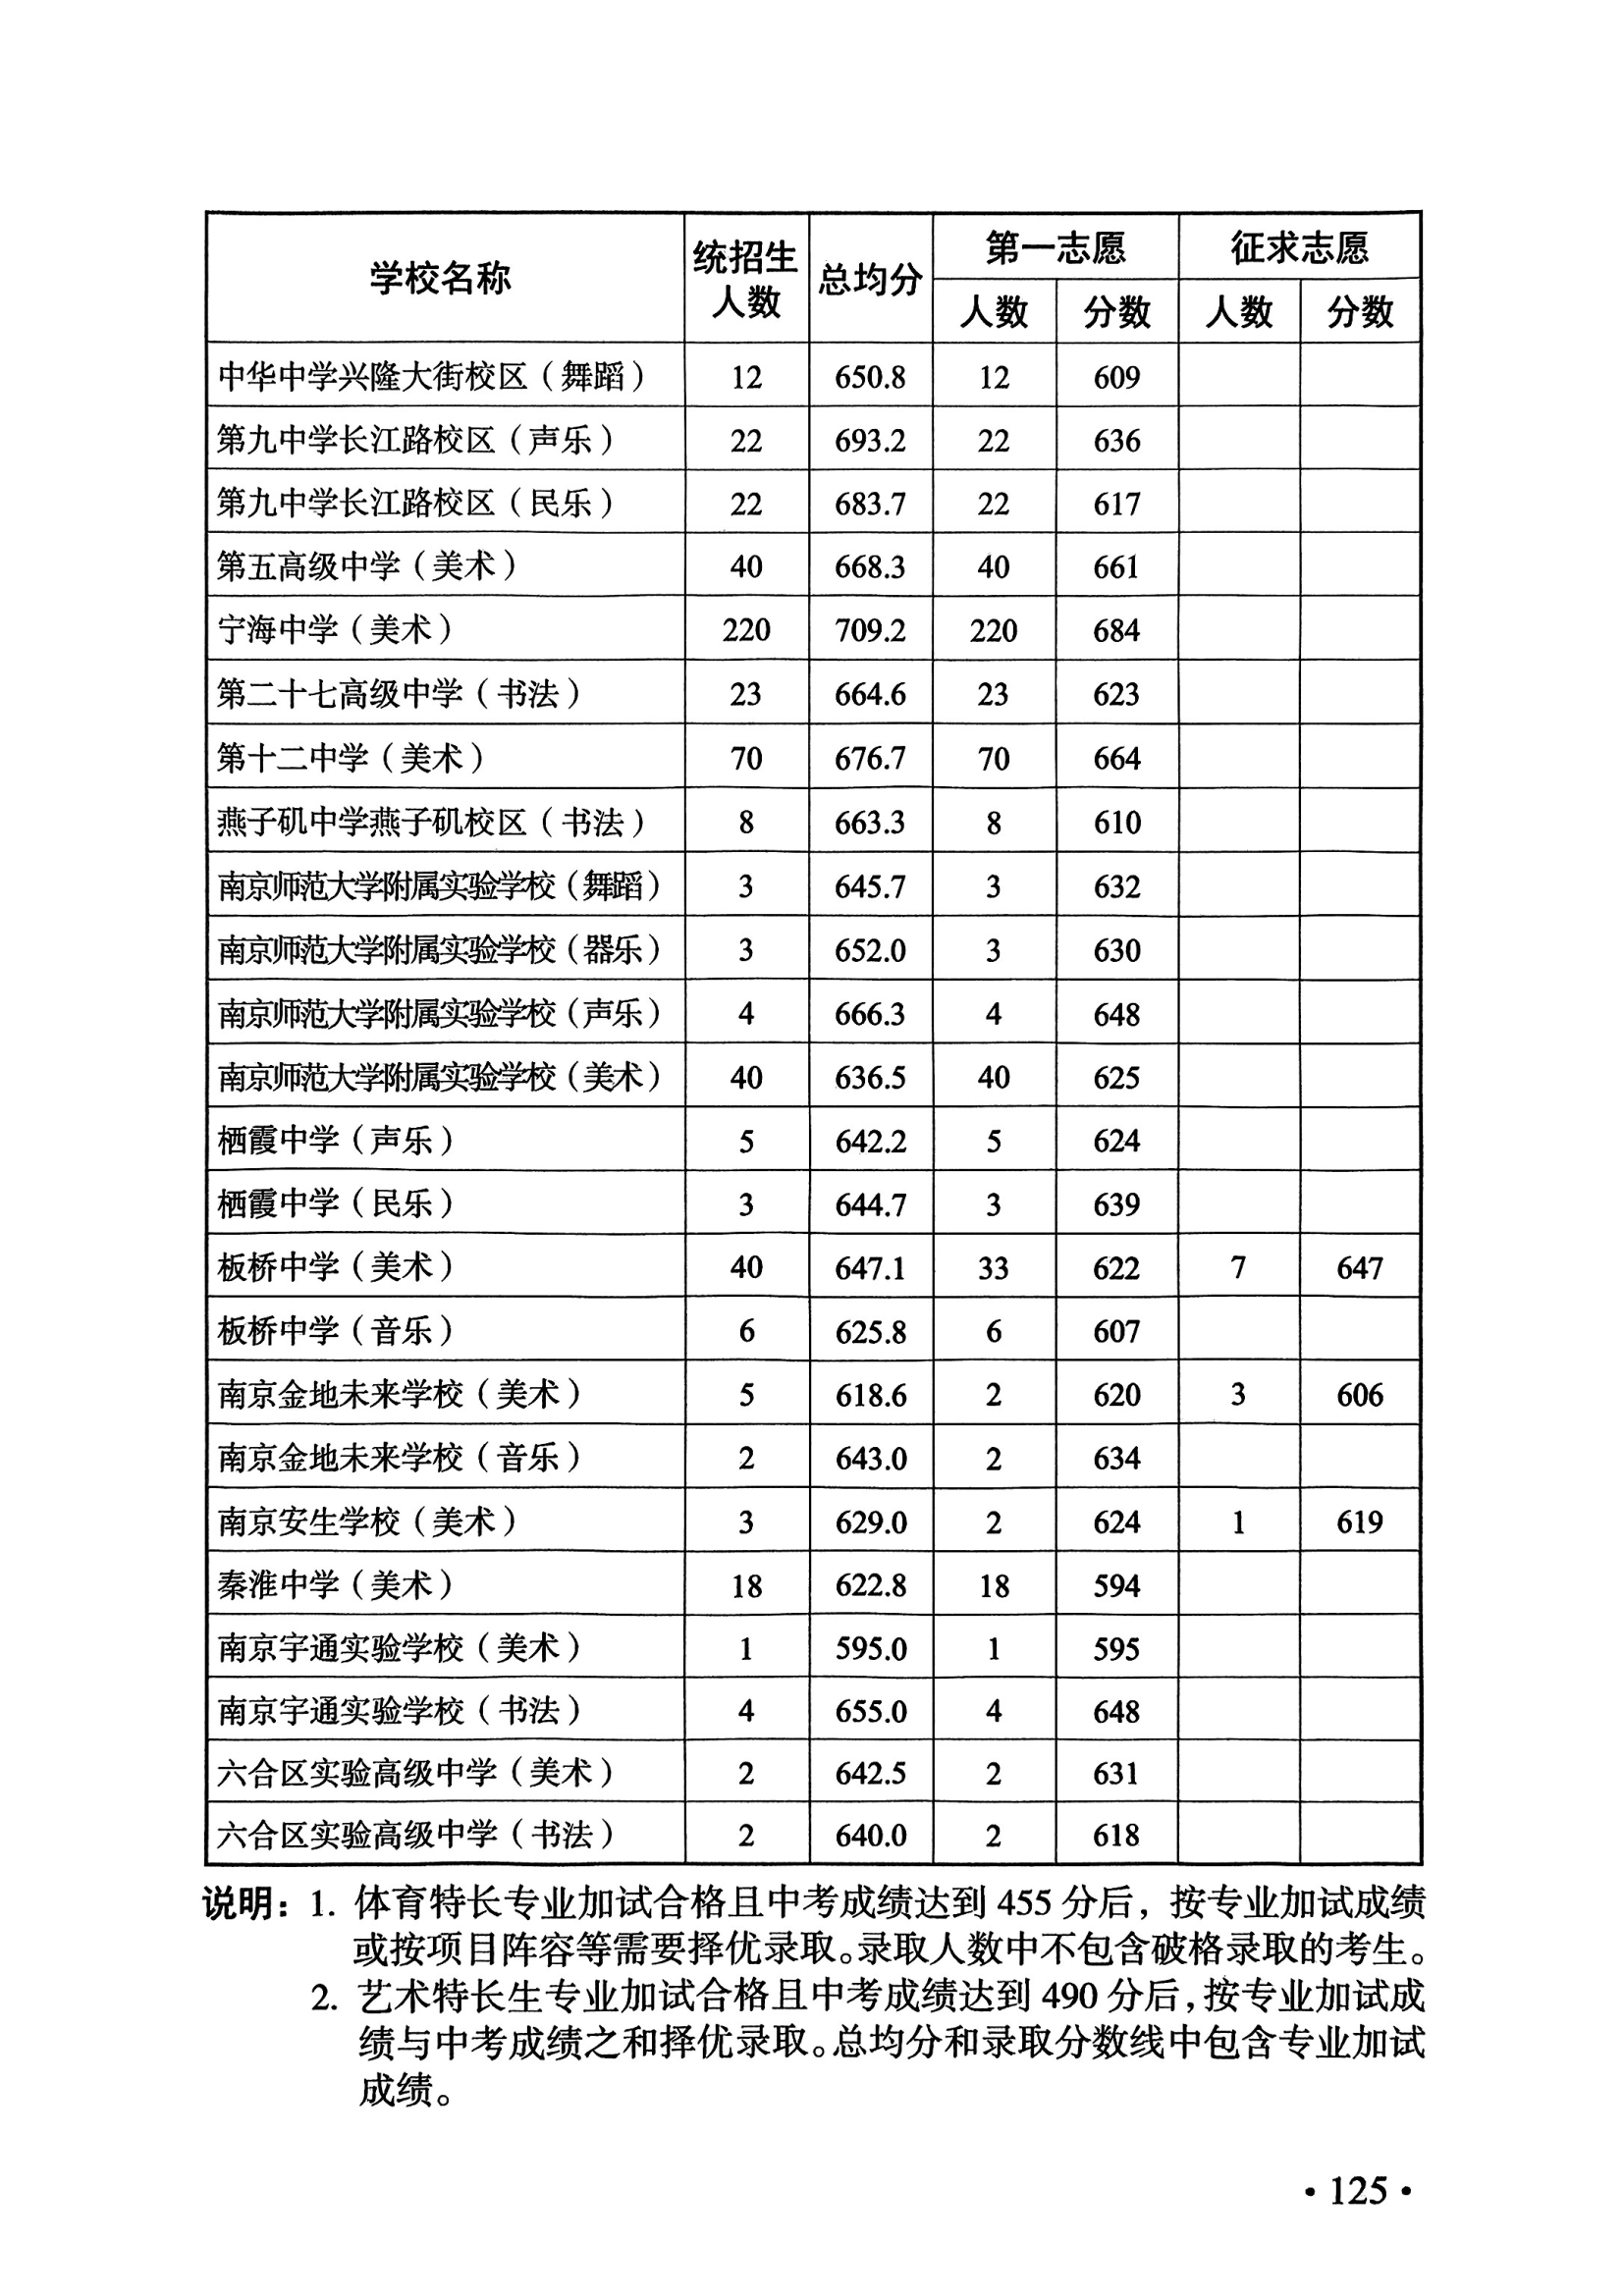 学校名称 统招生人数 总均分 第一志愿 征求志愿
人数 分数 人数 分数
中华中学兴隆大街校区（舞蹈） 12 650.8 12 609
第九中学长江路校区（声乐） 22 693.2 22 636
第九中学长江路校区（民乐） 22 683.7 22 617
第五高级中学（美术） 40 668.3 40 661
宁海中学（美术） 220 709.2 220 684
第二十七高级中学（书法） 23 664.6 23 623
第十二中学（美术） 70 676.7 70 664
燕子矶中学燕子矶校区（书法） 8 663.3 8 610
南京师范大学附属实验学校（舞蹈） 3 645.7 3 632
南京师范大学附属实验学校（器乐） 3 652.0 3 630
南京师范大学附属实验学校（声乐） 4 666.3 4 648
南京师范大学附属实验学校（美术） 40 636.5 40 625
栖霞中学（声乐） 5 642.2 5 624
栖霞中学（民乐） 3 644.7 3 639
板桥中学（美术） 40 647.1 33 622 7 647
板桥中学（音乐） 6 625.8 6 607
南京金地未来学校（美术） 5 618.6 2 620 3 606
南京金地未来学校（音乐） 2 643.0 2 634
南京安生学校（美术） 3 629.0 2 624 1 619
秦淮中学（美术） 18 622.8 18 594
南京宇通实验学校（美术） 1 595.0 1 595
南京宇通实验学校（书法） 4 655.0 4 648
六合区实验高级中学（美术） 2 642.5 2 631
六合区实验高级中学（书法） 2 640.0 2 618
说明：1. 体育特长专业加试合格且中考成绩达到 455 分后，按专业加试成绩
或按项目阵容等需要择优录取。录取人数中不包含破格录取的考生。
2. 艺术特长生专业加试合格且中考成绩达到 490 分后，按专业加试成
绩与中考成绩之和择优录取。总均分和录取分数线中包含专业加试
成绩。
· 125 ·